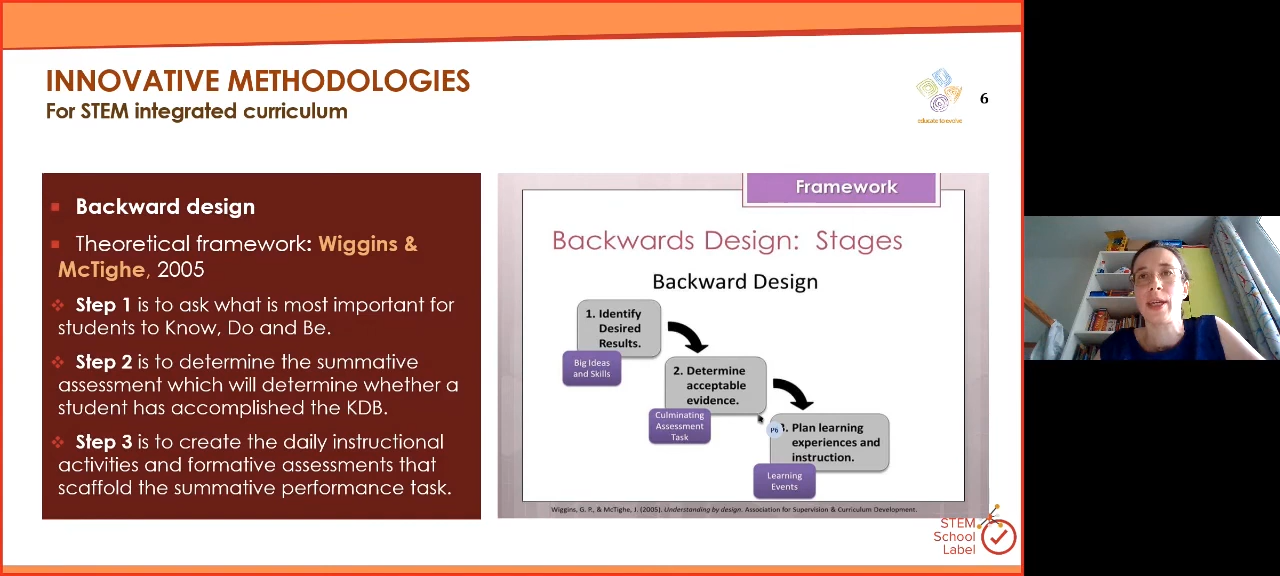 INNOVATIVE METHODOLOGIES
For STEM integrated curriculum
educate to evolve
6
Backward design
Theoretical framework: Wiggins &
McTighe, 2005
Step 1 is to ask what is most important for
students to Know, Do and Be.
Step 2 is to determine the summative
assessment which will determine whether a
student has accomplished the KDB.
Step 3 is to create the daily instructional
activities and formative assessments that
scaffold the summative performance task.
Framework
Backwards Design: Stages
Backward Design
1. Identify
Desired
Results.
Big Ideas
and Skills
2. Determine
acceptable
evidence.
Culminating
Assessment
Task
P6
3. Plan learning
experiences and
instruction.
Learning
Events
Wiggins, G. P., & McTighe, J. (2005). Understanding by design. Association for Supervision & Curriculum Development.
STEM
School
Label